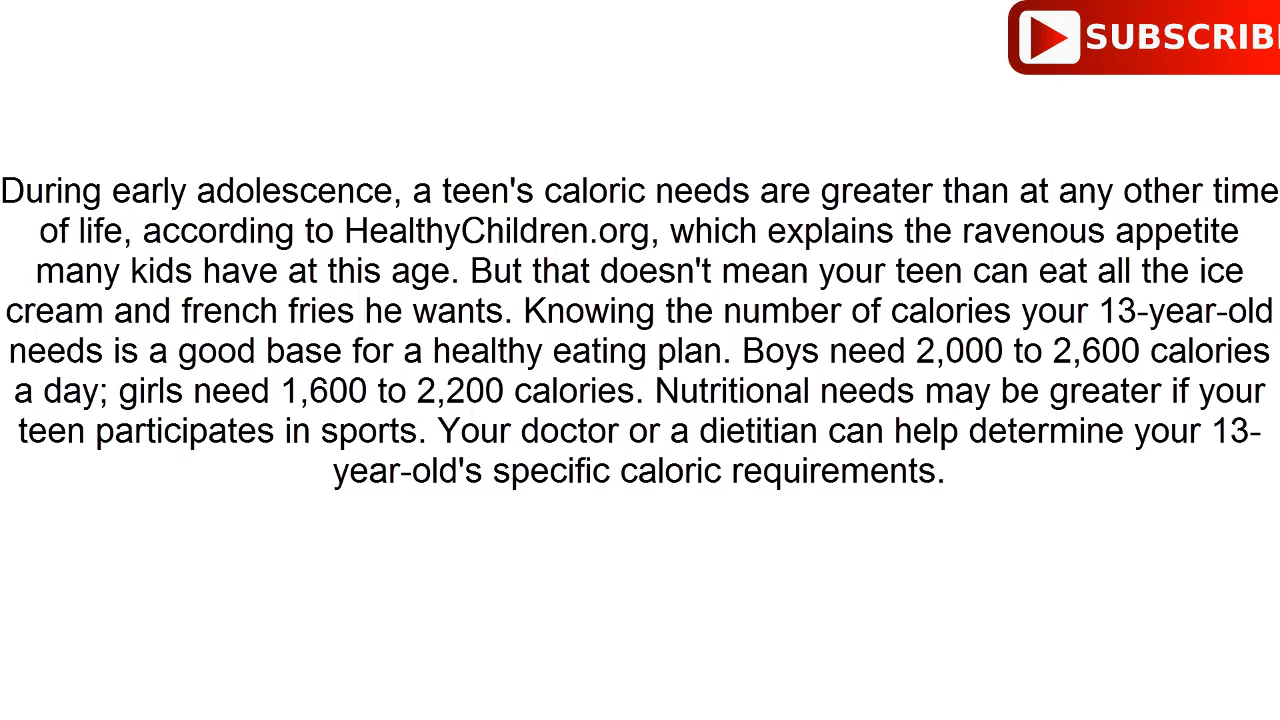 SUBSCRIBE
During early adolescence, a teen's caloric needs are greater than at any other time
of life, according to HealthyChildren.org, which explains the ravenous appetite
many kids have at this age. But that doesn't mean your teen can eat all the ice
cream and french fries he wants. Knowing the number of calories your 13-year-old
needs is a good base for a healthy eating plan. Boys need 2,000 to 2,600 calories
a day; girls need 1,600 to 2,200 calories. Nutritional needs may be greater if your
teen participates in sports. Your doctor or a dietitian can help determine your 13-
year-old's specific caloric requirements.